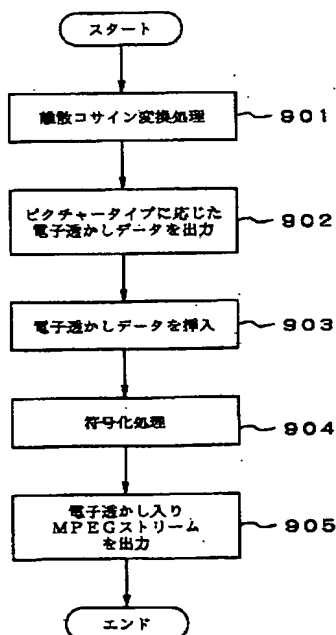 スタート
離散コサイン変換処理
901
ピクチャータイプに応じた
電子透かしデータを出力
902
電子透かしデータを挿入
903
符号化処理
904
電子透かし入り
MPEGストリーム
を出力
905
エンド